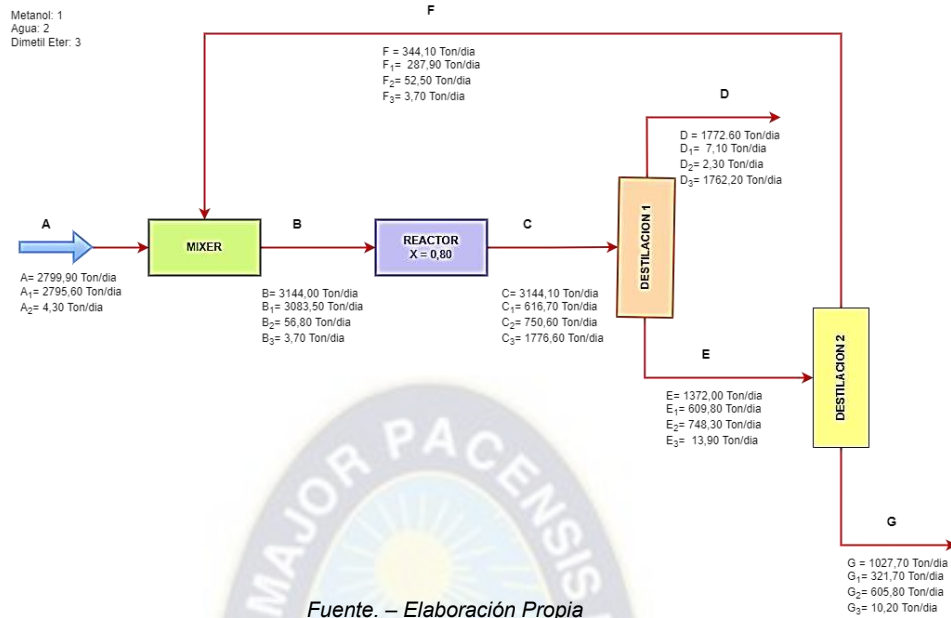 Metanol: 1
Agua: 2
Dimetil Eter: 3
F
F = 344,10 Ton/dia
F₁= 287,90 Ton/dia
F₂= 52,50 Ton/dia
F₃= 3,70 Ton/dia
D
D = 1772.60 Ton/dia
D₁= 7,10 Ton/dia
D₂= 2,30 Ton/dia
D₃= 1762,20 Ton/dia
A
MIXER
B
REACTOR
X = 0,80
C
DESTILACION 1
A= 2799,90 Ton/dia
A₁= 2795,60 Ton/dia
A₂= 4,30 Ton/dia
B= 3144,00 Ton/dia
B₁= 3083,50 Ton/dia
B₂= 56,80 Ton/dia
B₃= 3,70 Ton/dia
C= 3144,10 Ton/dia
C₁= 616,70 Ton/dia
C₂= 750,60 Ton/dia
C₃= 1776,60 Ton/dia
E
DESTILACION 2
E= 1372,00 Ton/dia
E₁= 609,80 Ton/dia
E₂= 748,30 Ton/dia
E₃= 13,90 Ton/dia
MAJOR PACENSIS
G
G = 1027,70 Ton/dia
G₁= 321,70 Ton/dia
G₂= 605,80 Ton/dia
G₃= 10,20 Ton/dia
Fuente. – Elaboración Propia